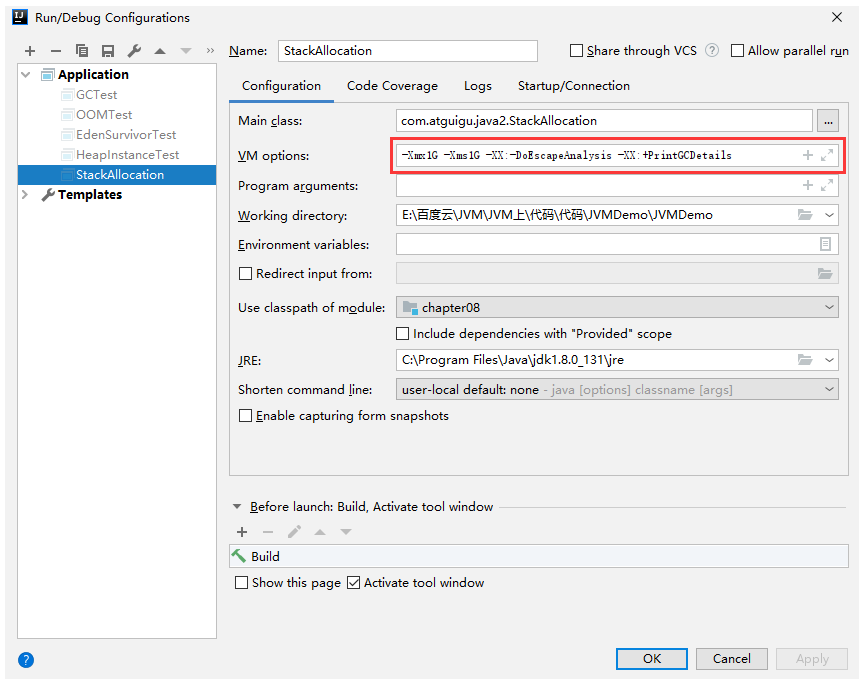 Run/Debug Configurations
Name: StackAllocation
Share through VCS ?
Allow parallel run
Application
GCTest
OOMTest
EdenSurvivorTest
HeapInstanceTest
StackAllocation
Templates
Configuration Code Coverage Logs Startup/Connection
Main class: com.atguigu.java2.StackAllocation ...
VM options: -Xmx1G -Xms1G -XX:-DoEscapeAnalysis -XX:+PrintGCDetails
Program arguments:
Working directory: E:\百度云\JVM\JVM上\代码\代码\JVMDemo\JVMDemo
Environment variables:
Redirect input from:
Use classpath of module: chapter08
Include dependencies with "Provided" scope
JRE: C:\Program Files\Java\jdk1.8.0_131\jre
Shorten command line: user-local default: none - java [options] classname [args]
Enable capturing form snapshots
Before launch: Build, Activate tool window
Build
Show this page Activate tool window
? OK Cancel Apply